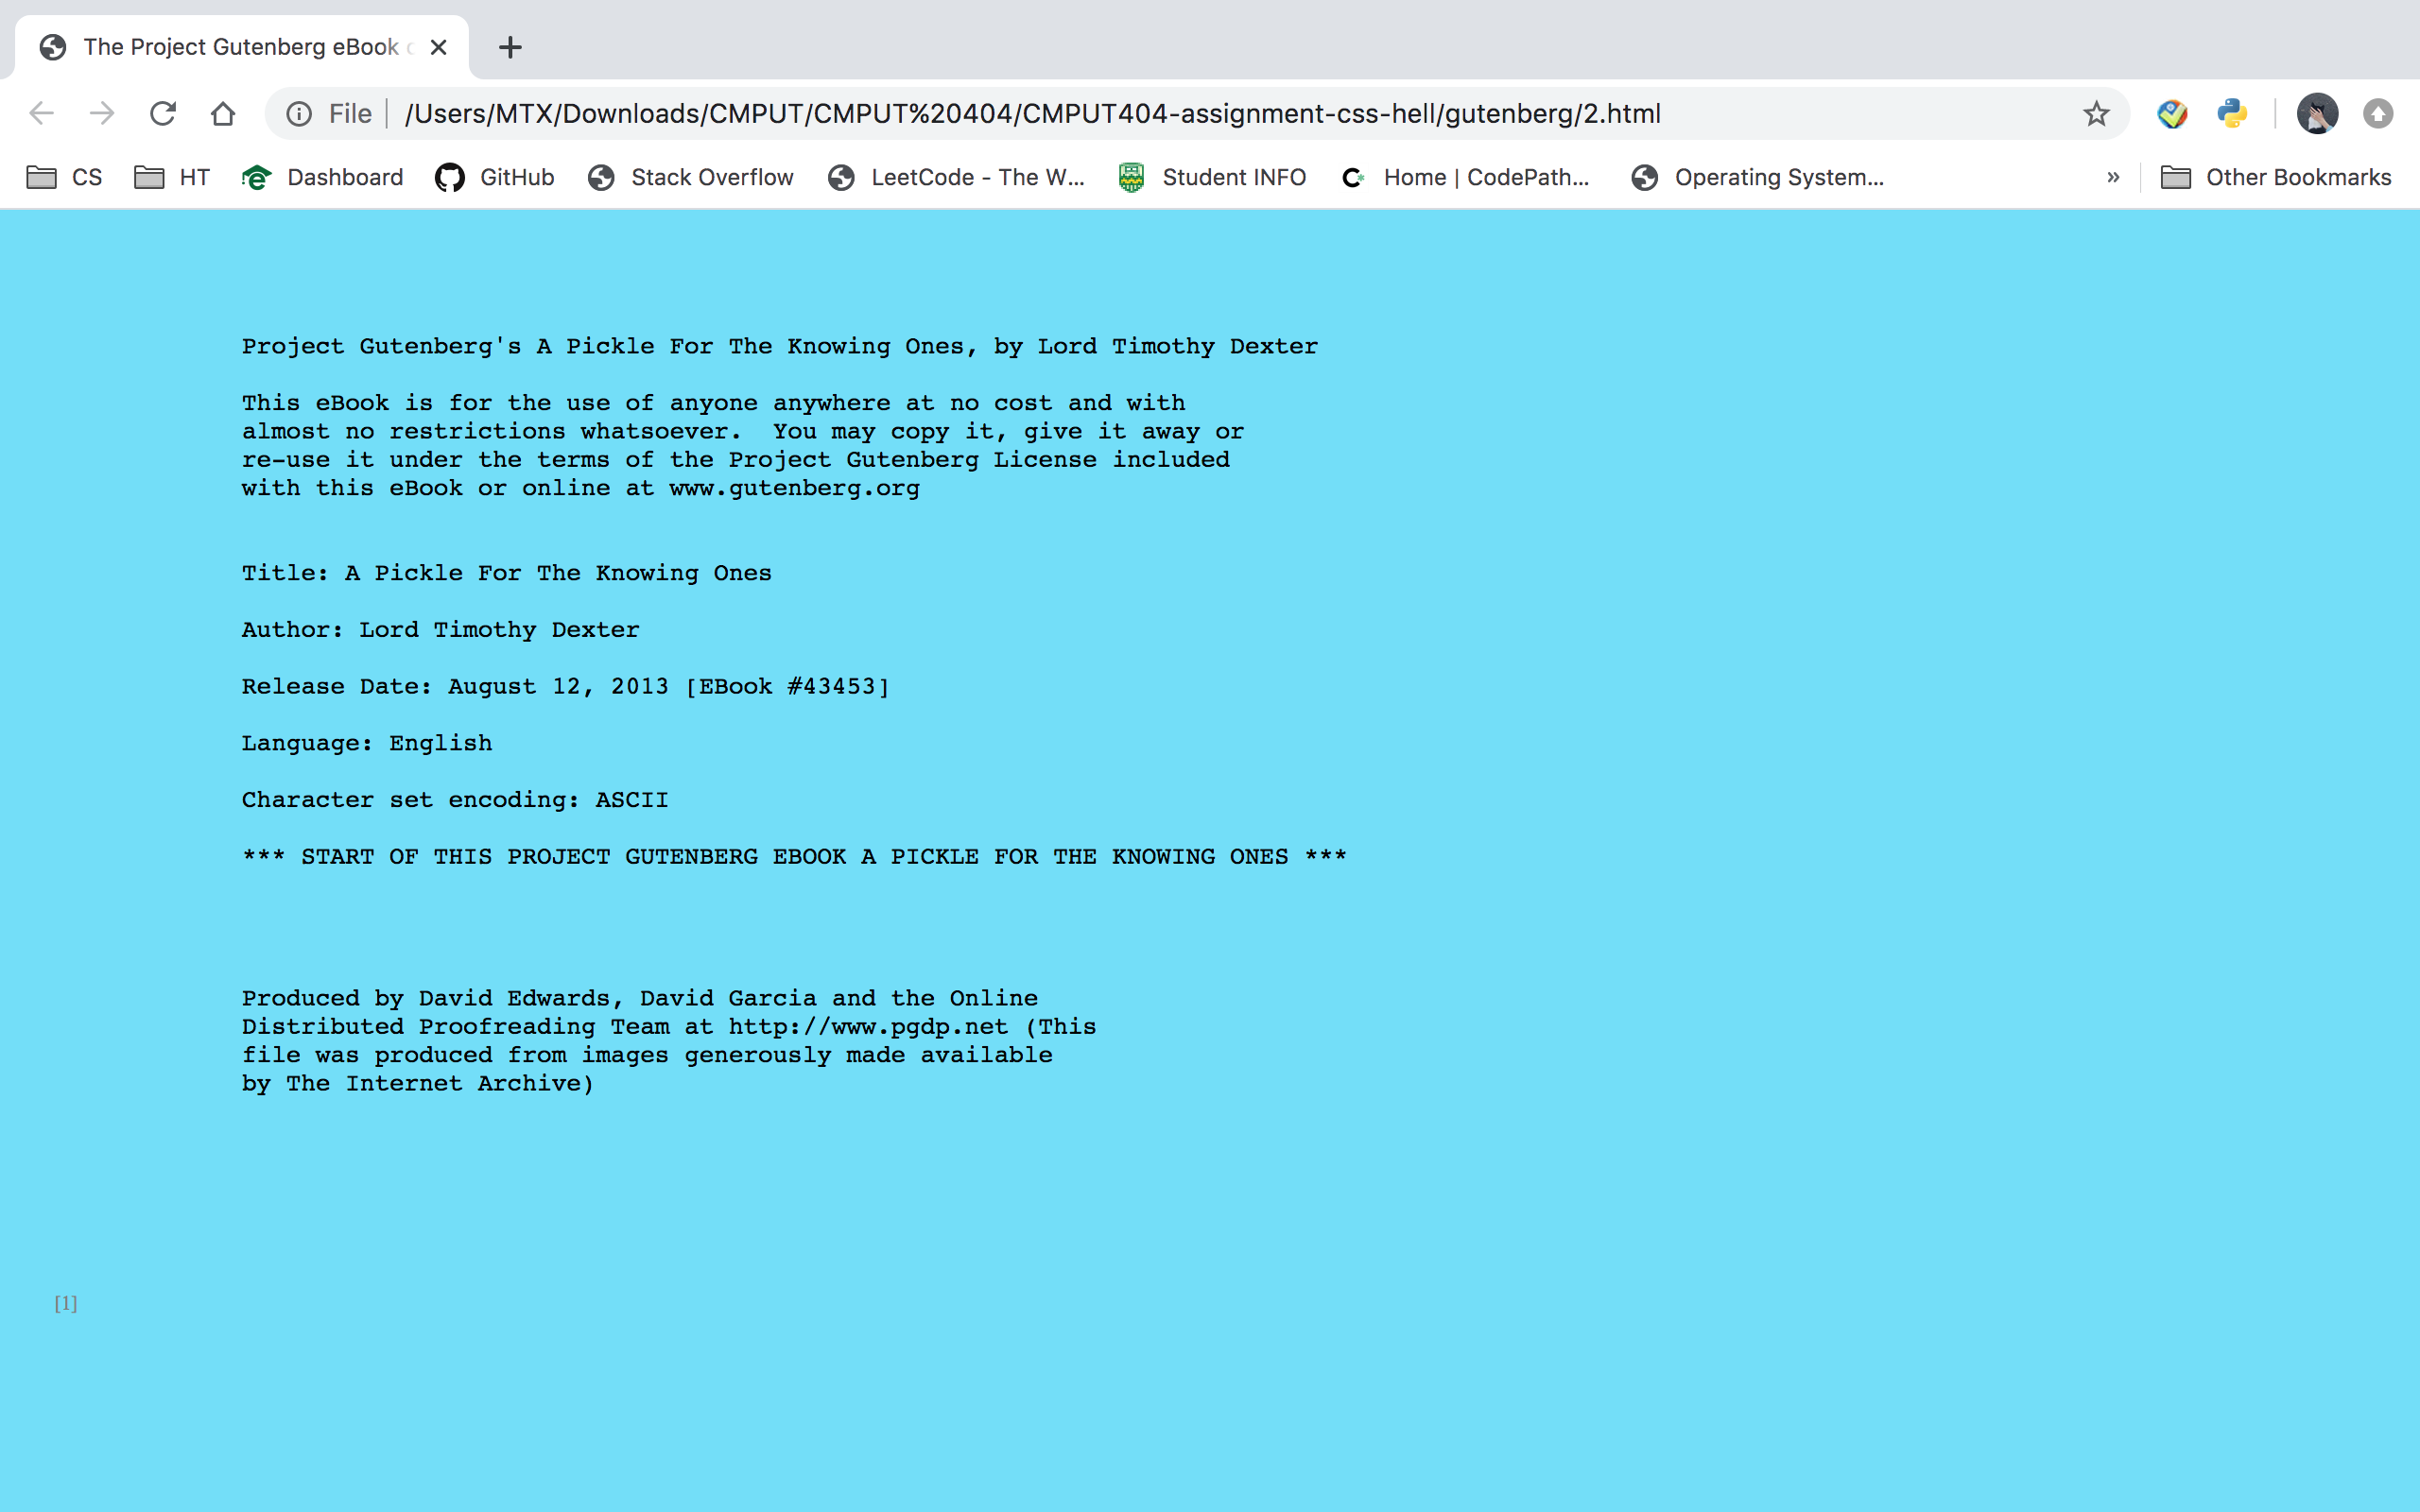 The Project Gutenberg eBook
File /Users/MTX/Downloads/CMPUT/CMPUT%20404/CMPUT404-assignment-css-hell/gutenberg/2.html
CS HT Dashboard GitHub Stack Overflow LeetCode - The W... Student INFO Home | CodePath... Operating System... » Other Bookmarks
Project Gutenberg's A Pickle For The Knowing Ones, by Lord Timothy Dexter
This eBook is for the use of anyone anywhere at no cost and with
almost no restrictions whatsoever.  You may copy it, give it away or
re-use it under the terms of the Project Gutenberg License included
with this eBook or online at www.gutenberg.org
Title: A Pickle For The Knowing Ones
Author: Lord Timothy Dexter
Release Date: August 12, 2013 [EBook #43453]
Language: English
Character set encoding: ASCII
*** START OF THIS PROJECT GUTENBERG EBOOK A PICKLE FOR THE KNOWING ONES ***
Produced by David Edwards, David Garcia and the Online
Distributed Proofreading Team at http://www.pgdp.net (This
file was produced from images generously made available
by The Internet Archive)
[1]